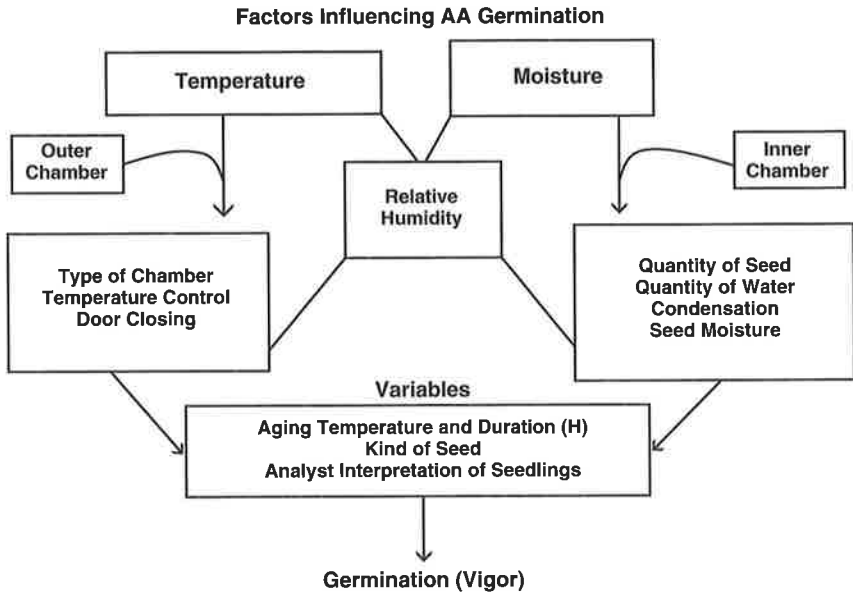 Factors Influencing AA Germination
Temperature
Moisture
Outer
Chamber
Inner
Chamber
Relative
Humidity
Type of Chamber
Temperature Control
Door Closing
Quantity of Seed
Quantity of Water
Condensation
Seed Moisture
Variables
Aging Temperature and Duration (H)
Kind of Seed
Analyst Interpretation of Seedlings
Germination (Vigor)